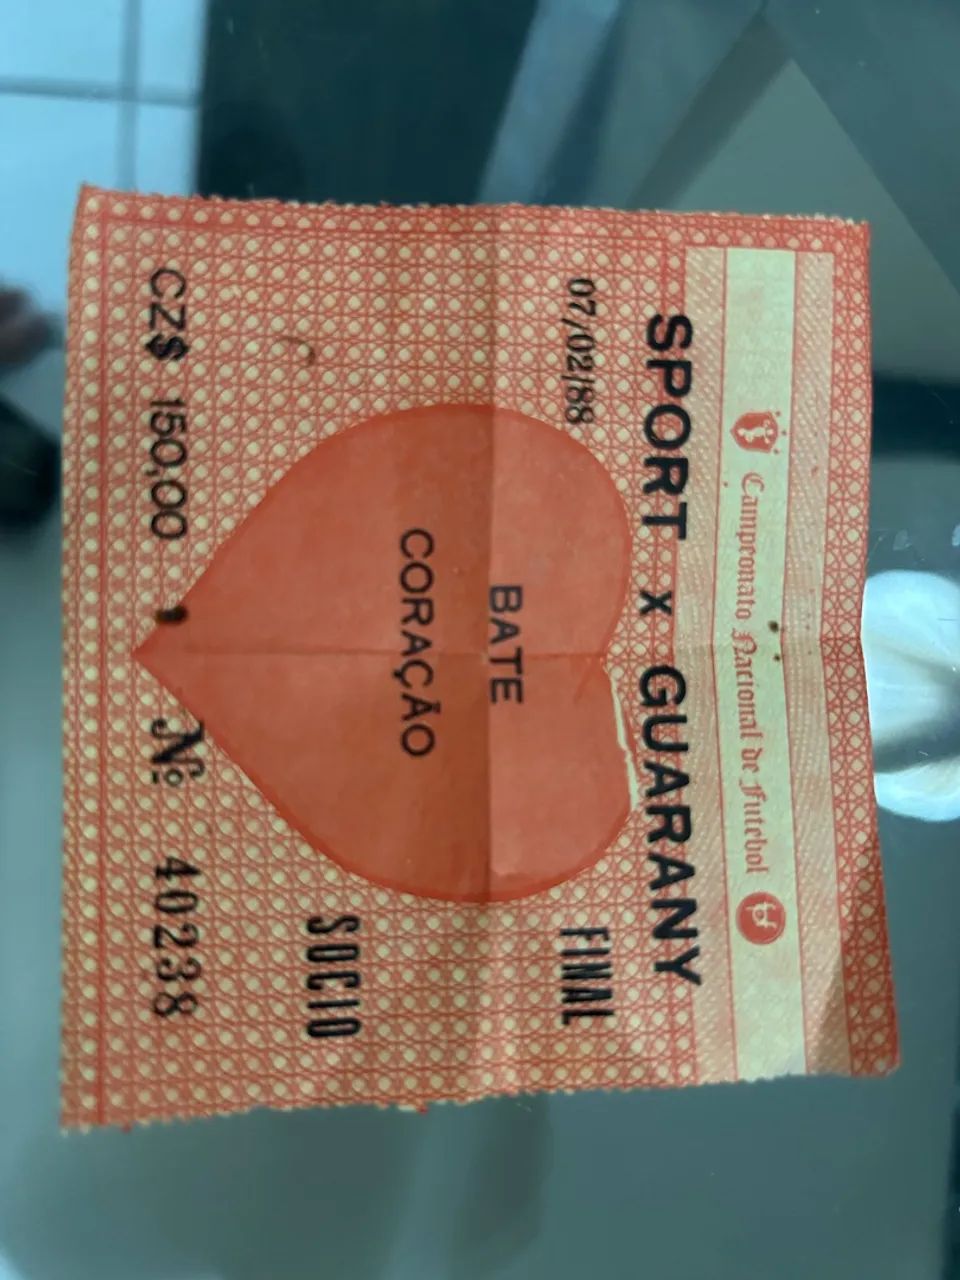 Campeonato Nacional de Futebol
SPORT x GUARANY
07/02/88
FINAL
BATE
CORAÇÃO
SOCIO
CZ$ 150,00
Nº 40238